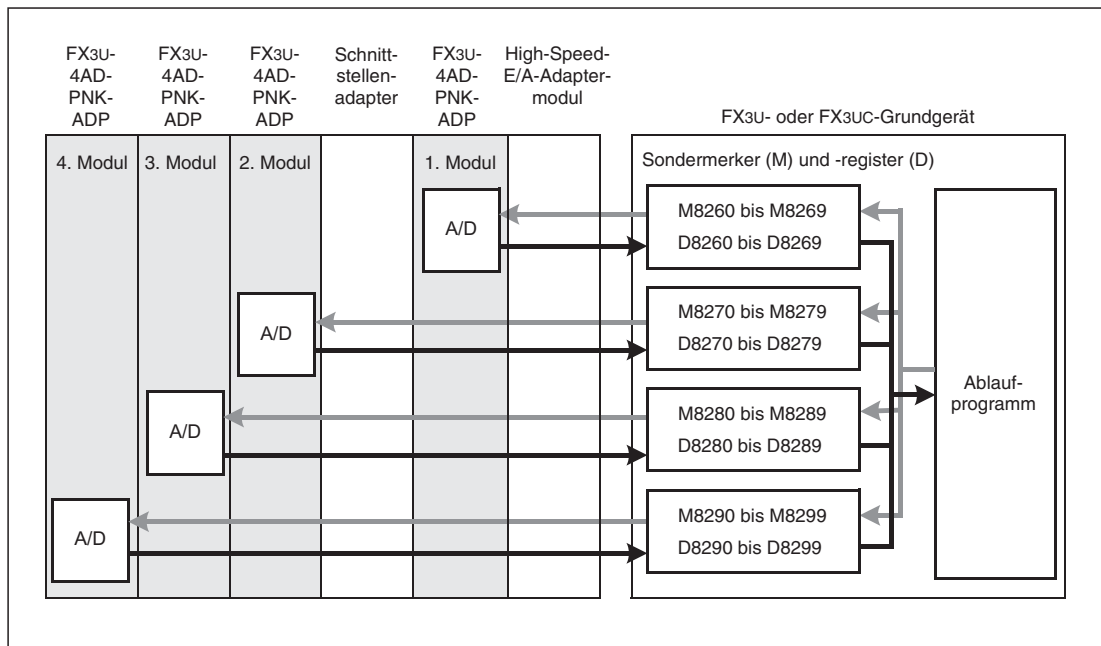 FX3U-
4AD-
PNK-
ADP
FX3U-
4AD-
PNK-
ADP
FX3U-
4AD-
PNK-
ADP
Schnitt-
stellen-
adapter
FX3U-
4AD-
PNK-
ADP
High-Speed-
E/A-Adapter-
modul
FX3U- oder FX3UC-Grundgerät
4. Modul
3. Modul
2. Modul
1. Modul
Sondermerker (M) und -register (D)
A/D
M8260 bis M8269
D8260 bis D8269
A/D
M8270 bis M8279
D8270 bis D8279
A/D
M8280 bis M8289
D8280 bis D8289
A/D
M8290 bis M8299
D8290 bis D8299
Ablauf-
programm